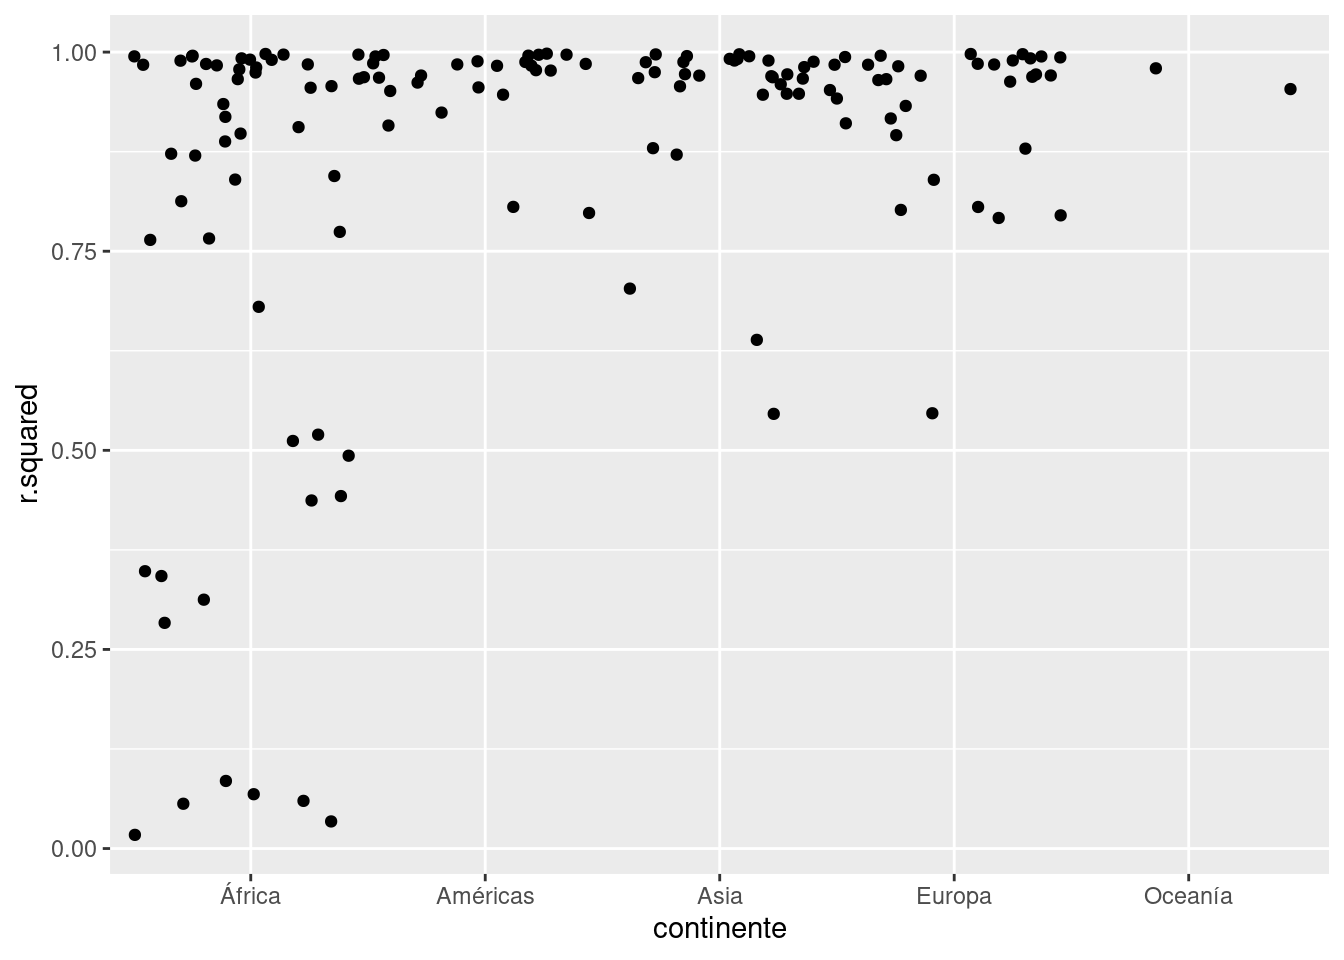 1.00
0.75
0.50
0.25
0.00
r.squared
África
Américas
Asia
Europa
Oceanía
continente